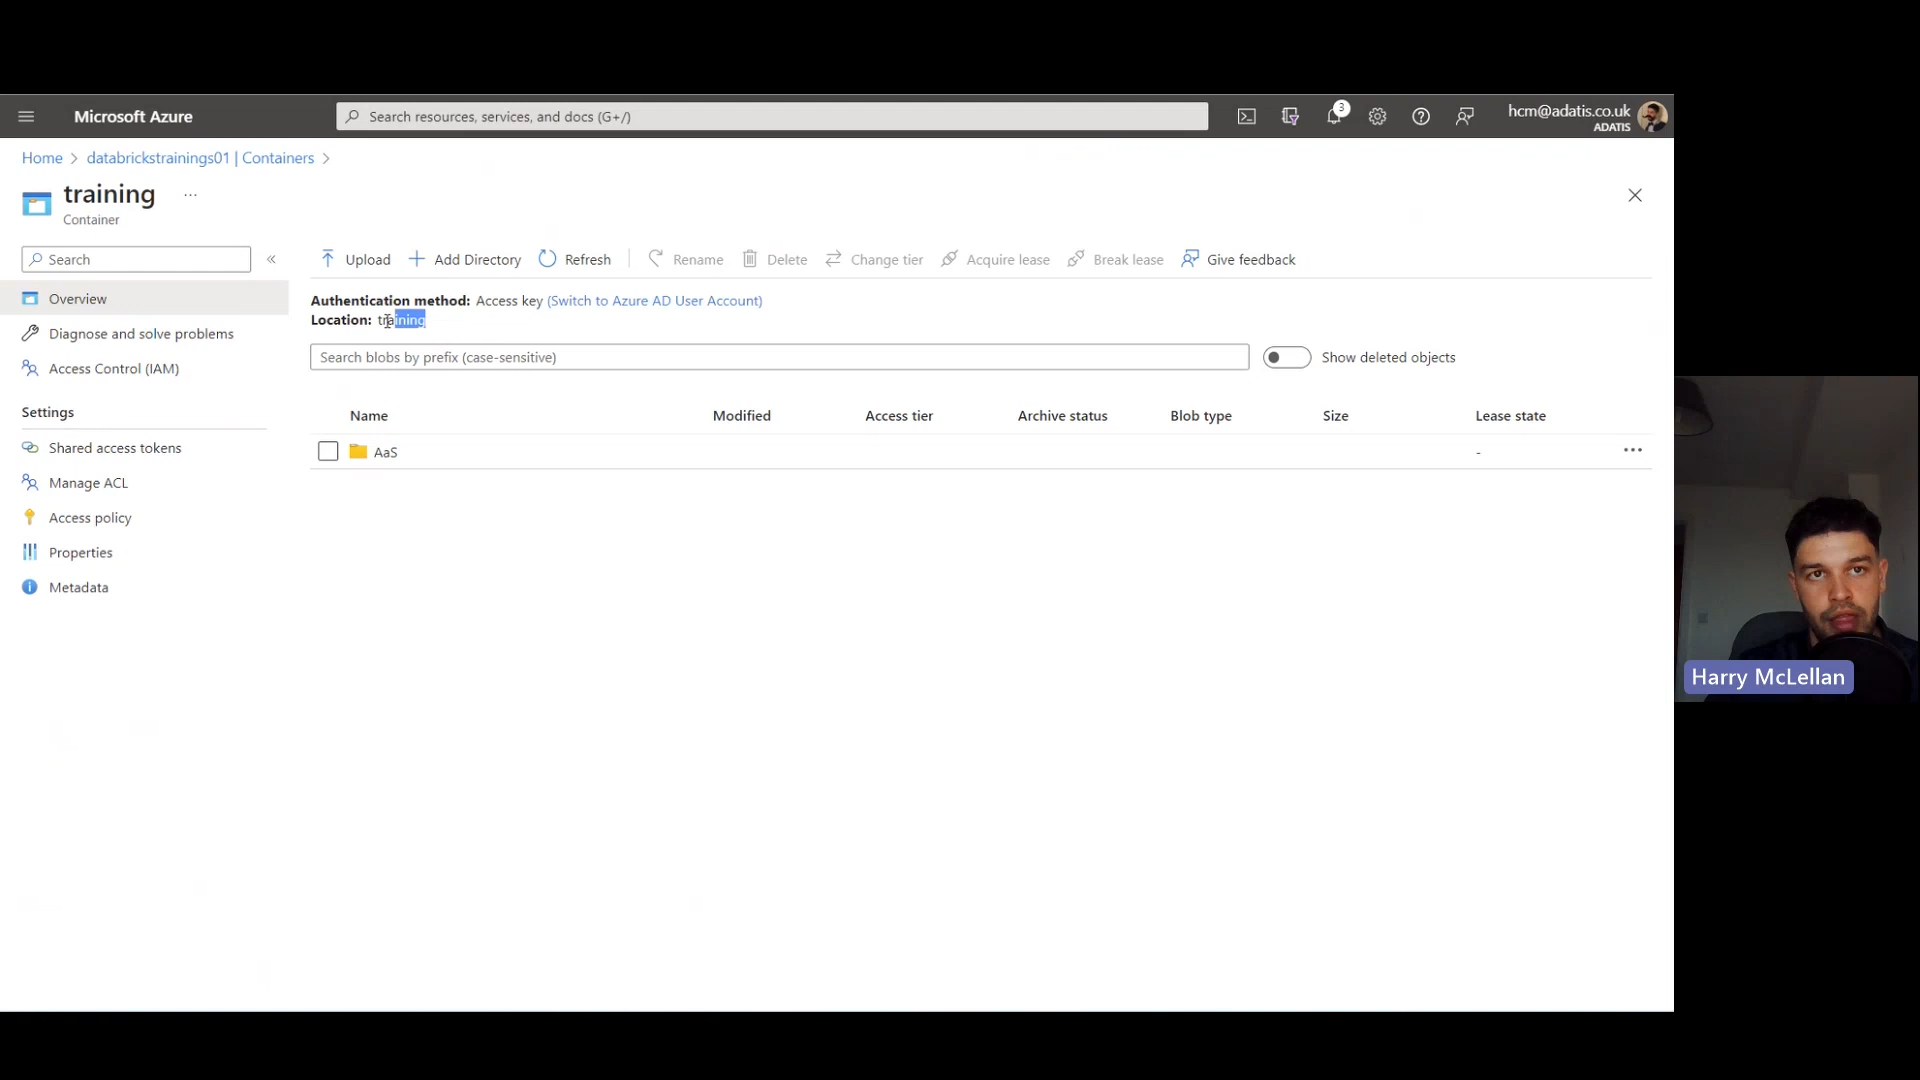 Microsoft Azure
Search resources, services, and docs (G+/)
3
hcm@adatis.co.uk
ADATIS
Home > databrickstrainings01 | Containers >
training ...
Container
Search «
Overview
Diagnose and solve problems
Access Control (IAM)
Settings
Shared access tokens
Manage ACL
Access policy
Properties
Metadata
Upload Add Directory Refresh Rename Delete Change tier Acquire lease Break lease Give feedback
Authentication method: Access key (Switch to Azure AD User Account)
Location: training
Search blobs by prefix (case-sensitive) Show deleted objects
Name Modified Access tier Archive status Blob type Size Lease state
AaS - ...
Harry McLellan